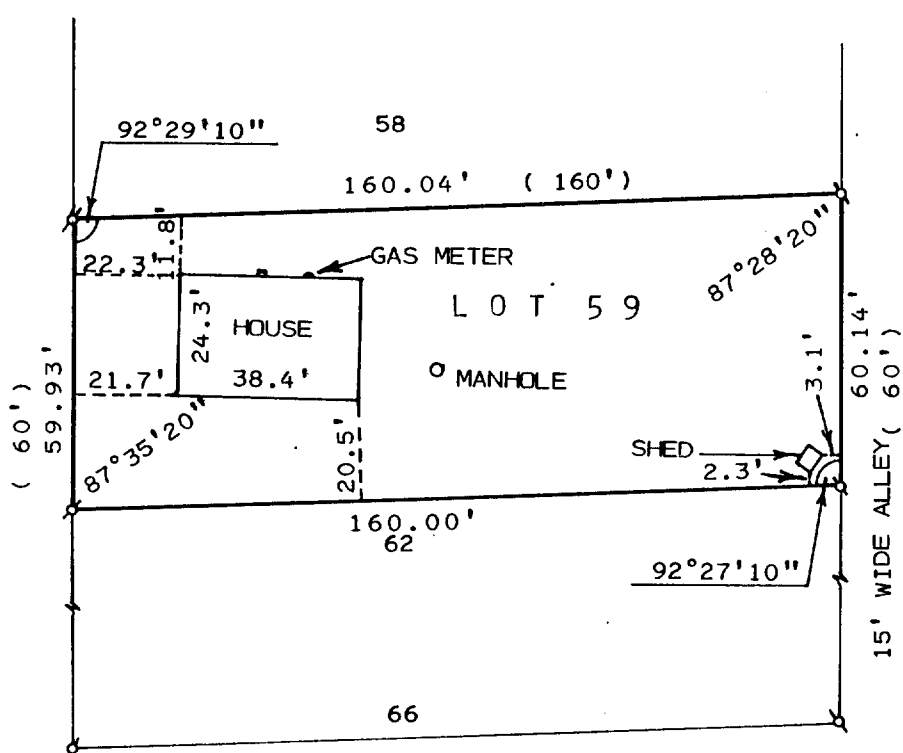 58
92°29'10"
160.04' ( 160')
11.8'
22.3'
GAS METER
87°28'20"
LOT 59
24.3'
HOUSE
( 60')
59.93'
21.7'
38.4'
MANHOLE
3.1'
60.14'
( 60')
87°35'20"
20.5'
SHED
2.3'
160.00'
62
92°27'10"
15' WIDE ALLEY
66